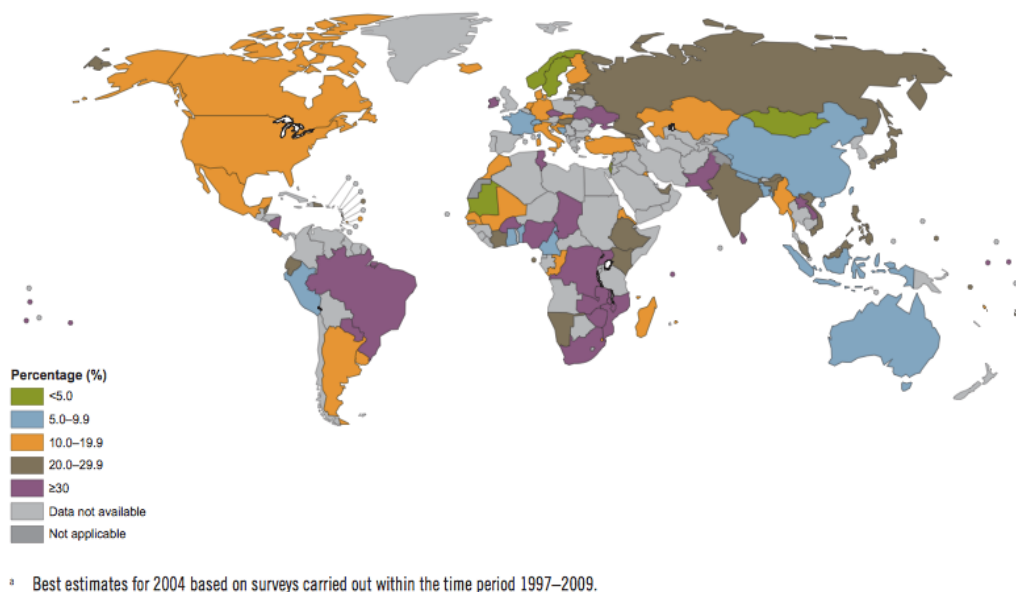 Percentage (%)
<5.0
5.0–9.9
10.0–19.9
20.0–29.9
≥30
Data not available
Not applicable
a Best estimates for 2004 based on surveys carried out within the time period 1997–2009.